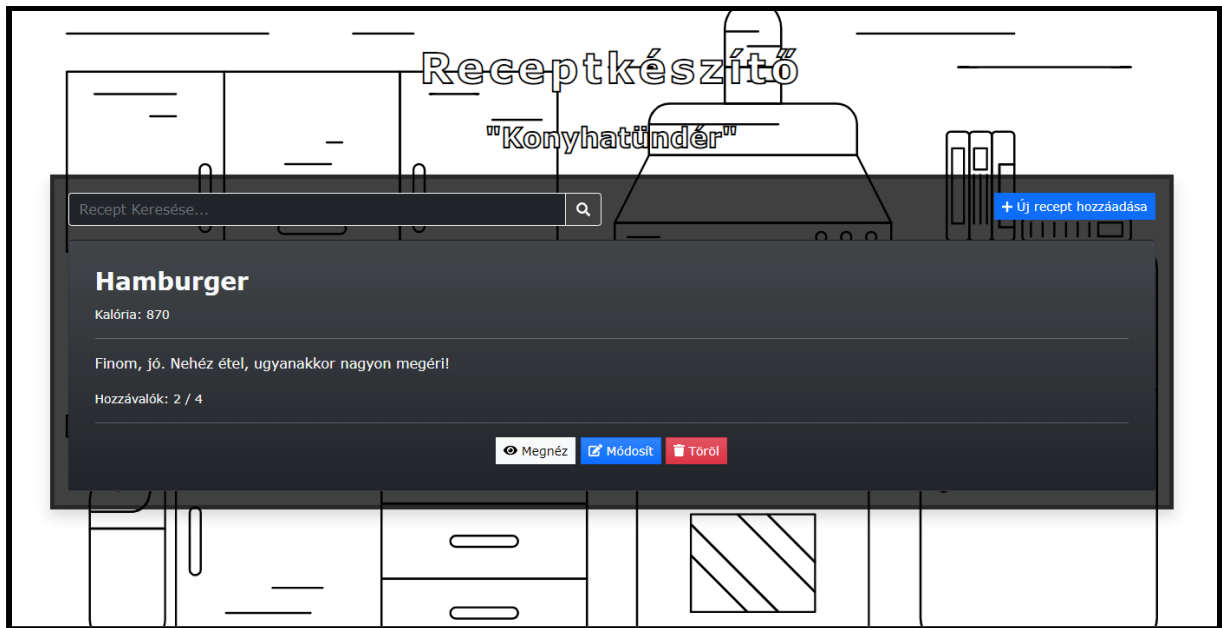 Receptkészítő
"Konyhatündér"
Recept Keresése...
Új recept hozzáadása
Hamburger
Kalória: 870
Finom, jó. Nehéz étel, ugyanakkor nagyon megéri!
Hozzávalók: 2 / 4
Megnéz Módosít Töröl